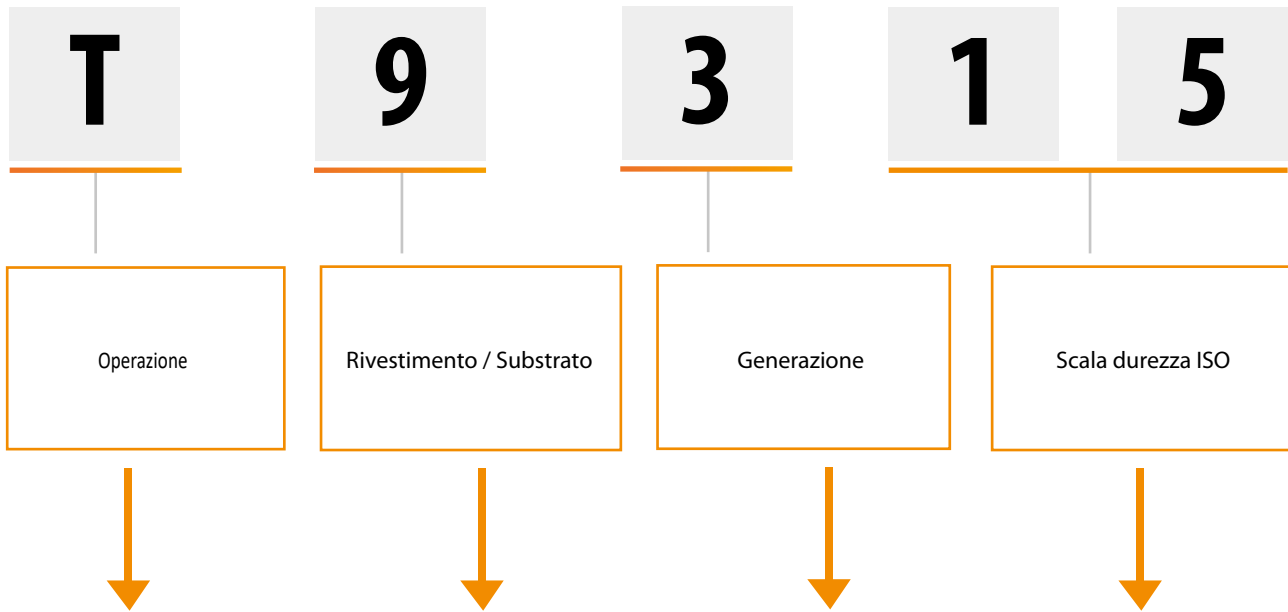 T 9 3 1 5
Operazione
Rivestimento / Substrato
Generazione
Scala durezza ISO